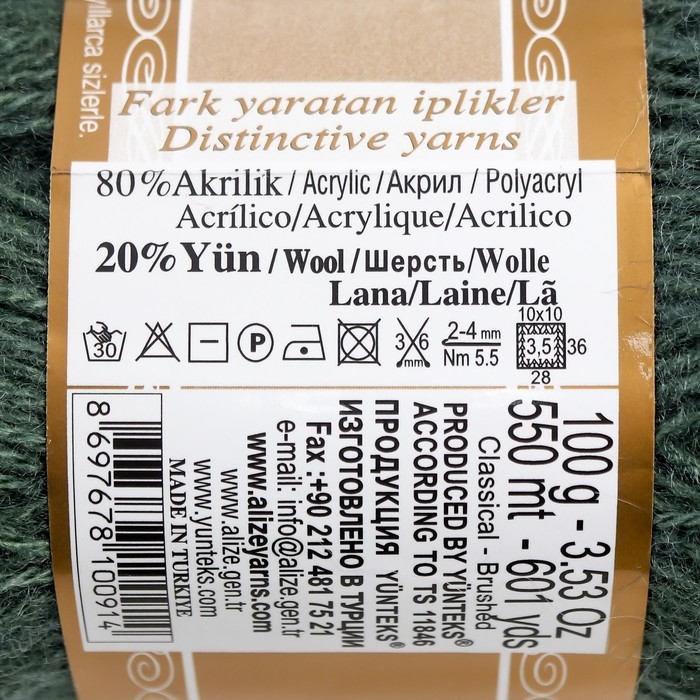 yıllarca sizlerle.
Fark yaratan iplikler
Distinctive yarns
80%Akrilik / Acrylic / Акрил / Polyacryl
Acrílico/Acrylique/Acrilico
20%Yün / Wool / Шерсть/Wolle
Lana/Laine/Lã
30
P
3 6
mm
2-4 mm
Nm 5.5
10x10
3,5
36
28
100 g - 3.53 Oz
550 mt - 601 yds
Classical - Brushed
PRODUCED BY YÜNTEKS®
ACCORDING TO TS 11846
ПРОДУКЦИЯ YÜNTEKS®
ИЗГОТОВЛЕНО В ТУРЦИИ
Fax :+90 212 481 75 21
e-mail: info@alize.gen.tr
www.alizeyarns.com
www.alize.gen.tr
www.yunteks.com
MADE IN TURKIYE
8 697678 100914